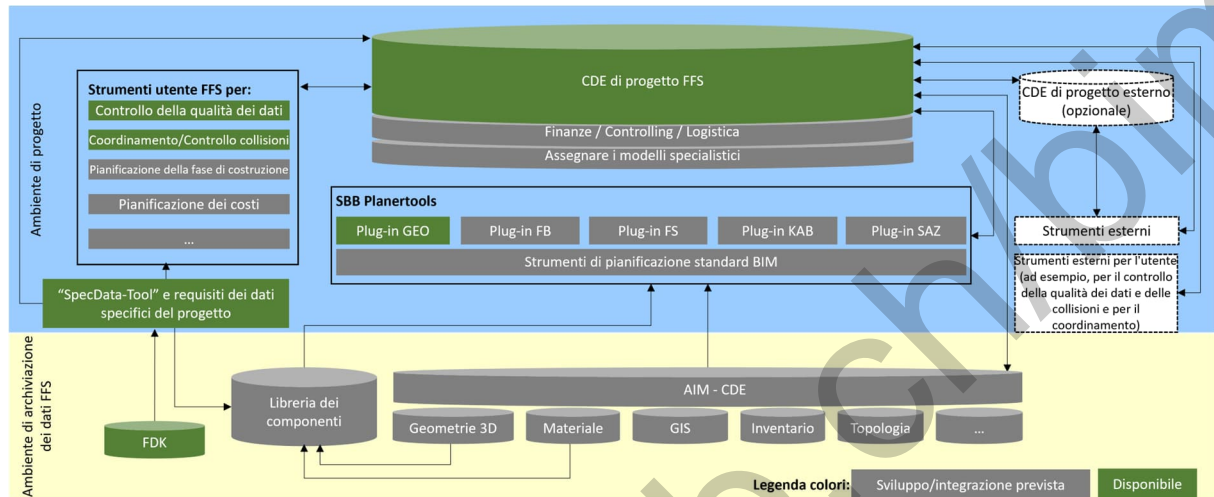 Ambiente di progetto
CDE di progetto FFS
Finanze / Controlling / Logistica
Assegnare i modelli specialistici
Strumenti utente FFS per:
Controllo della qualità dei dati
Coordinamento/Controllo collisioni
Pianificazione della fase di costruzione
Pianificazione dei costi
...
CDE di progetto esterno
(opzionale)
SBB Planertools
Plug-in GEO
Plug-in FB
Plug-in FS
Plug-in KAB
Plug-in SAZ
Strumenti di pianificazione standard BIM
Strumenti esterni
Strumenti esterni per l'utente
(ad esempio, per il controllo
della qualità dei dati e delle
collisioni e per il
coordinamento)
"SpecData-Tool" e requisiti dei dati
specifici del progetto
Ambiente di archiviazione
dei dati FFS
FDK
Libreria dei
componenti
AIM - CDE
Geometrie 3D
Materiale
GIS
Inventario
Topologia
...
Legenda colori:
Sviluppo/integrazione prevista
Disponibile